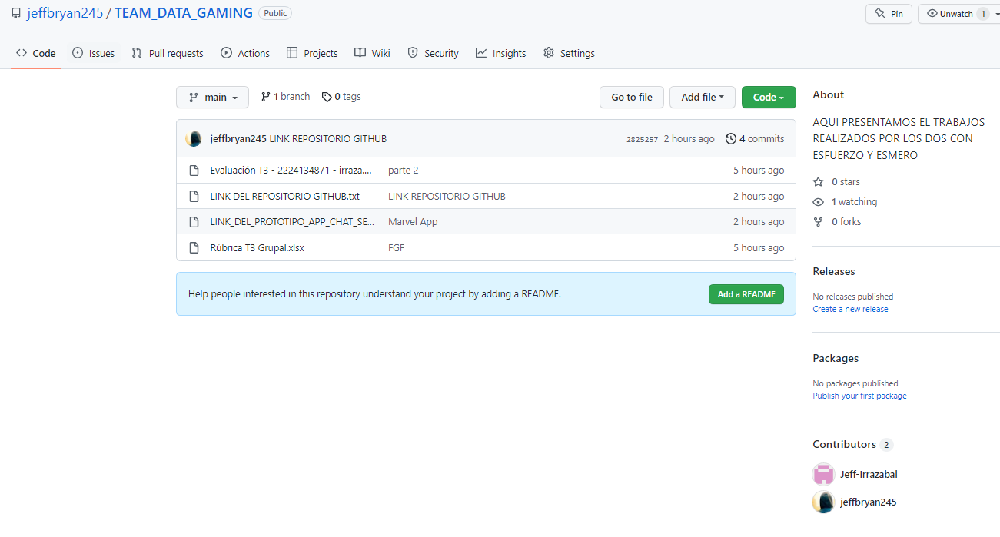 jeffbryan245 / TEAM_DATA_GAMING Public
Pin
Unwatch 1
Code Issues Pull requests Actions Projects Wiki Security Insights Settings
main 1 branch 0 tags
Go to file Add file Code
jeffbryan245 LINK REPOSITORIO GITHUB 2825257 2 hours ago 4 commits
Evaluación T3 - 2224134871 - irraza.... parte 2 5 hours ago
LINK DEL REPOSITORIO GITHUB.txt LINK REPOSITORIO GITHUB 2 hours ago
LINK_DEL_PROTOTIPO_APP_CHAT_SE... Marvel App 2 hours ago
Rúbrica T3 Grupal.xlsx FGF 5 hours ago
Help people interested in this repository understand your project by adding a README. Add a README
About
AQUI PRESENTAMOS EL TRABAJOS
REALIZADOS POR LOS DOS CON
ESFUERZO Y ESMERO
0 stars
1 watching
0 forks
Releases
No releases published
Create a new release
Packages
No packages published
Publish your first package
Contributors 2
Jeff-Irrazabal
jeffbryan245